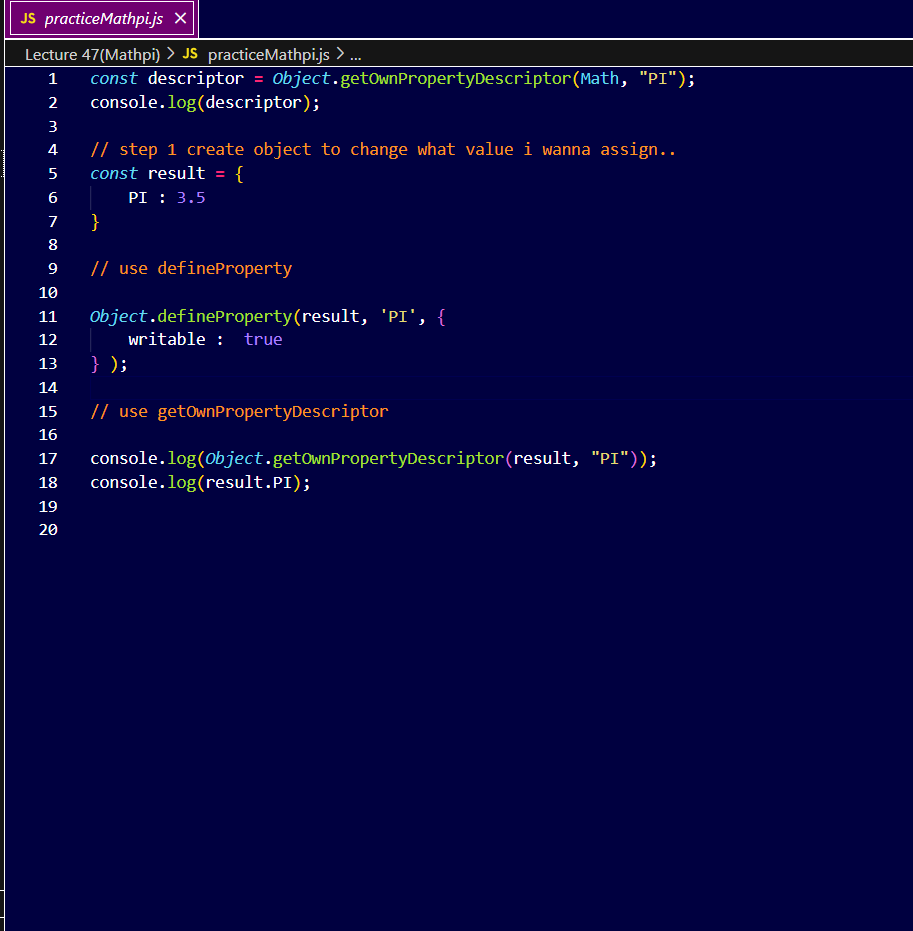 JS practiceMathpi.js ✕
Lecture 47(Mathpi) > JS practiceMathpi.js > ...
1 const descriptor = Object.getOwnPropertyDescriptor(Math, "PI");
2 console.log(descriptor);
3
4 // step 1 create object to change what value i wanna assign..
5 const result = {
6     PI : 3.5
7 }
8
9 // use defineProperty
10
11 Object.defineProperty(result, 'PI', {
12     writable :  true
13 } );
14
15 // use getOwnPropertyDescriptor
16
17 console.log(Object.getOwnPropertyDescriptor(result, "PI"));
18 console.log(result.PI);
19
20